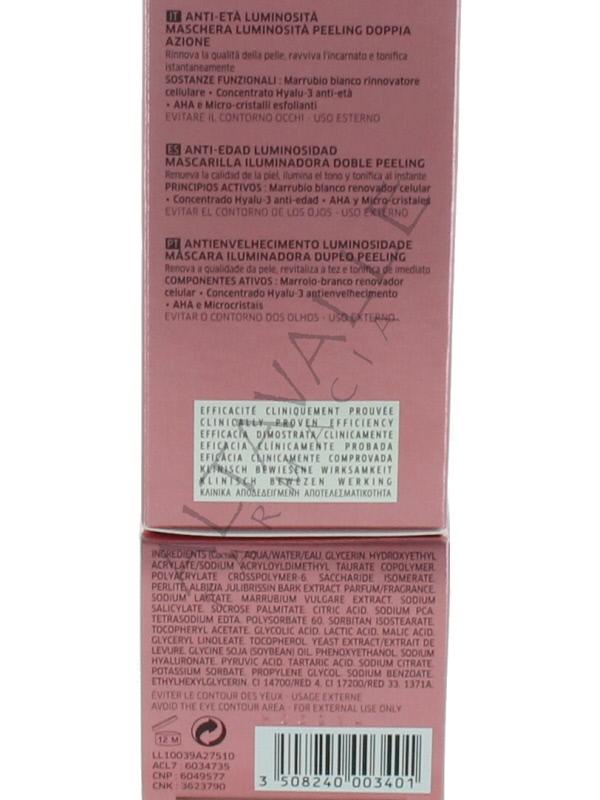 IT ANTI-ETÀ LUMINOSITÀ
MASCHERA LUMINOSITÀ PEELING DOPPIA
AZIONE
Rinnova la qualità della pelle, ravviva l'incarnato e tonifica
istantaneamente
SOSTANZE FUNZIONALI : Marrubio bianco rinnovatore
cellulare • Concentrato Hyalu-3 anti-età
• AHA e Micro-cristalli esfolianti
EVITARE IL CONTORNO OCCHI - USO ESTERNO
ES ANTI-EDAD LUMINOSIDAD
MASCARILLA ILUMINADORA DOBLE PEELING
Renueva la calidad de la piel, ilumina el tono y tonifica al instante
PRINCIPIOS ACTIVOS : Marrubio blanco renovador celular
• Concentrado Hyalu-3 anti-edad • AHA y Micro-cristales
EVITAR EL CONTORNO DE LOS OJOS - USO EXTERNO
PT ANTIENVELHECIMENTO LUMINOSIDADE
MÁSCARA ILUMINADORA DUPLO PEELING
Renova a qualidade da pele, revitaliza a tez e tonifica de imediato
COMPONENTES ATIVOS : Marroio-branco renovador
celular • Concentrado Hyalu-3 antienvelhecimento
• AHA e Microcristais
EVITAR O CONTORNO DOS OLHOS - USO EXTERNO
EFFICACITÉ CLINIQUEMENT PROUVÉE
CLINICALLY PROVEN EFFICIENCY
EFFICACIA DIMOSTRATA CLINICAMENTE
EFICACIA CLÍNICAMENTE PROBADA
EFICÁCIA CLINICAMENTE COMPROVADA
KLINISCH BEWIESENE WIRKSAMKEIT
KLINISCH BEWEZEN WERKING
ΚΛΙΝΙΚΑ ΑΠΟΔΕΔΕΙΓΜΕΝΗ ΑΠΟΤΕΛΕΣΜΑΤΙΚΟΤΗΤΑ
ALTAVALLE
FARMACIA
INGREDIENTS (Cactus): AQUA/WATER/EAU, GLYCERIN, HYDROXYETHYL
ACRYLATE/SODIUM ACRYLOYLDIMETHYL TAURATE COPOLYMER,
POLYACRYLATE CROSSPOLYMER-6, SACCHARIDE ISOMERATE,
PERLITE, ALBIZIA JULIBRISSIN BARK EXTRACT, PARFUM/FRAGRANCE,
SODIUM LACTATE, MARRUBIUM VULGARE EXTRACT, SODIUM
SALICYLATE, SUCROSE PALMITATE, CITRIC ACID, SODIUM PCA,
TETRASODIUM EDTA, POLYSORBATE 60, SORBITAN ISOSTEARATE,
TOCOPHERYL ACETATE, GLYCOLIC ACID, LACTIC ACID, MALIC ACID,
GLYCERYL LINOLEATE, TOCOPHEROL, YEAST EXTRACT/EXTRAIT DE
LEVURE, GLYCINE SOJA (SOYBEAN) OIL, PHENOXYETHANOL, SODIUM
HYALURONATE, PYRUVIC ACID, TARTARIC ACID, SODIUM CITRATE,
POTASSIUM SORBATE, PROPYLENE GLYCOL, SODIUM BENZOATE,
ETHYLHEXYLGLYCERIN, CI 14700/RED 4, CI 17200/RED 33. 1371A.
ÉVITER LE CONTOUR DES YEUX - USAGE EXTERNE
AVOID THE EYE CONTOUR AREA - FOR EXTERNAL USE ONLY
12 M
LL10039A27510
ACL7 : 6034735
CNP : 6049577
CNK : 3623790
3 508240 003401